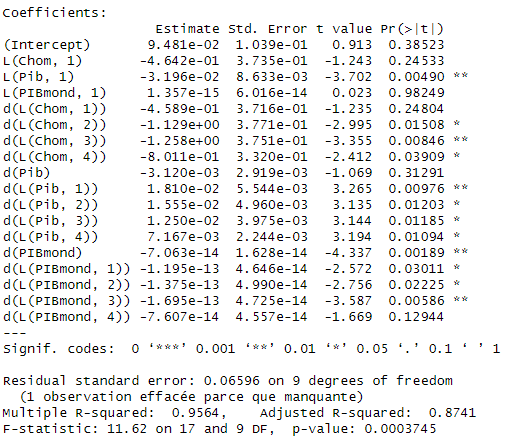 Coefficients:
                    Estimate Std. Error t value Pr(>|t|)
(Intercept)        9.481e-02  1.039e-01   0.913  0.38523
L(Chom, 1)        -4.642e-01  3.735e-01  -1.243  0.24533
L(Pib, 1)         -3.196e-02  8.633e-03  -3.702  0.00490 **
L(PIBmond, 1)      1.357e-15  6.016e-14   0.023  0.98249
d(L(Chom, 1))     -4.589e-01  3.716e-01  -1.235  0.24804
d(L(Chom, 2))     -1.129e+00  3.771e-01  -2.995  0.01508 *
d(L(Chom, 3))     -1.258e+00  3.751e-01  -3.355  0.00846 **
d(L(Chom, 4))     -8.011e-01  3.320e-01  -2.412  0.03909 *
d(Pib)            -3.120e-03  2.919e-03  -1.069  0.31291
d(L(Pib, 1))       1.810e-02  5.544e-03   3.265  0.00976 **
d(L(Pib, 2))       1.555e-02  4.960e-03   3.135  0.01203 *
d(L(Pib, 3))       1.250e-02  3.975e-03   3.144  0.01185 *
d(L(Pib, 4))       7.167e-03  2.244e-03   3.194  0.01094 *
d(PIBmond)        -7.063e-14  1.628e-14  -4.337  0.00189 **
d(L(PIBmond, 1))  -1.195e-13  4.646e-14  -2.572  0.03011 *
d(L(PIBmond, 2))  -1.375e-13  4.990e-14  -2.756  0.02225 *
d(L(PIBmond, 3))  -1.695e-13  4.725e-14  -3.587  0.00586 **
d(L(PIBmond, 4))  -7.607e-14  4.557e-14  -1.669  0.12944
---
Signif. codes:  0 ‘***’ 0.001 ‘**’ 0.01 ‘*’ 0.05 ‘.’ 0.1 ‘ ’ 1
Residual standard error: 0.06596 on 9 degrees of freedom
  (1 observation effacée parce que manquante)
Multiple R-squared:  0.9564,    Adjusted R-squared:  0.8741
F-statistic: 11.62 on 17 and 9 DF,  p-value: 0.0003745